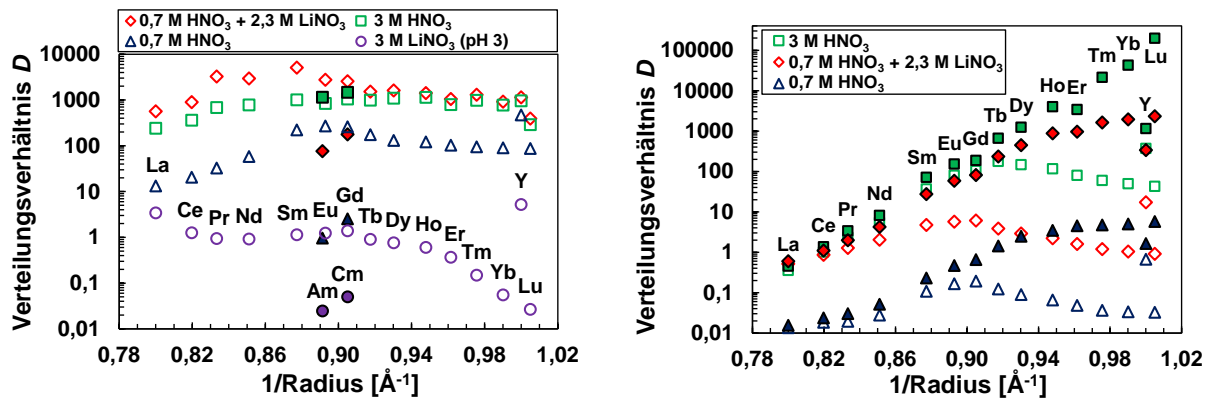 0,7 M HNO₃ + 2,3 M LiNO₃
3 M HNO₃
0,7 M HNO₃
3 M LiNO₃ (pH 3)
Verteilungsverhältnis D
10000
1000
100
10
1
0,1
0,01
La
Ce
Pr
Nd
Sm
Eu
Gd
Tb
Dy
Ho
Er
Tm
Yb
Lu
Y
Am
Cm
0,78 0,82 0,86 0,90 0,94 0,98 1,02
1/Radius [Å⁻¹]
3 M HNO₃
0,7 M HNO₃ + 2,3 M LiNO₃
0,7 M HNO₃
Verteilungsverhältnis D
100000
10000
1000
100
10
1
0,1
0,01
La
Ce
Pr
Nd
Sm
Eu
Gd
Tb
Dy
Ho
Er
Tm
Yb
Lu
Y
0,78 0,82 0,86 0,90 0,94 0,98 1,02
1/Radius [Å⁻¹]